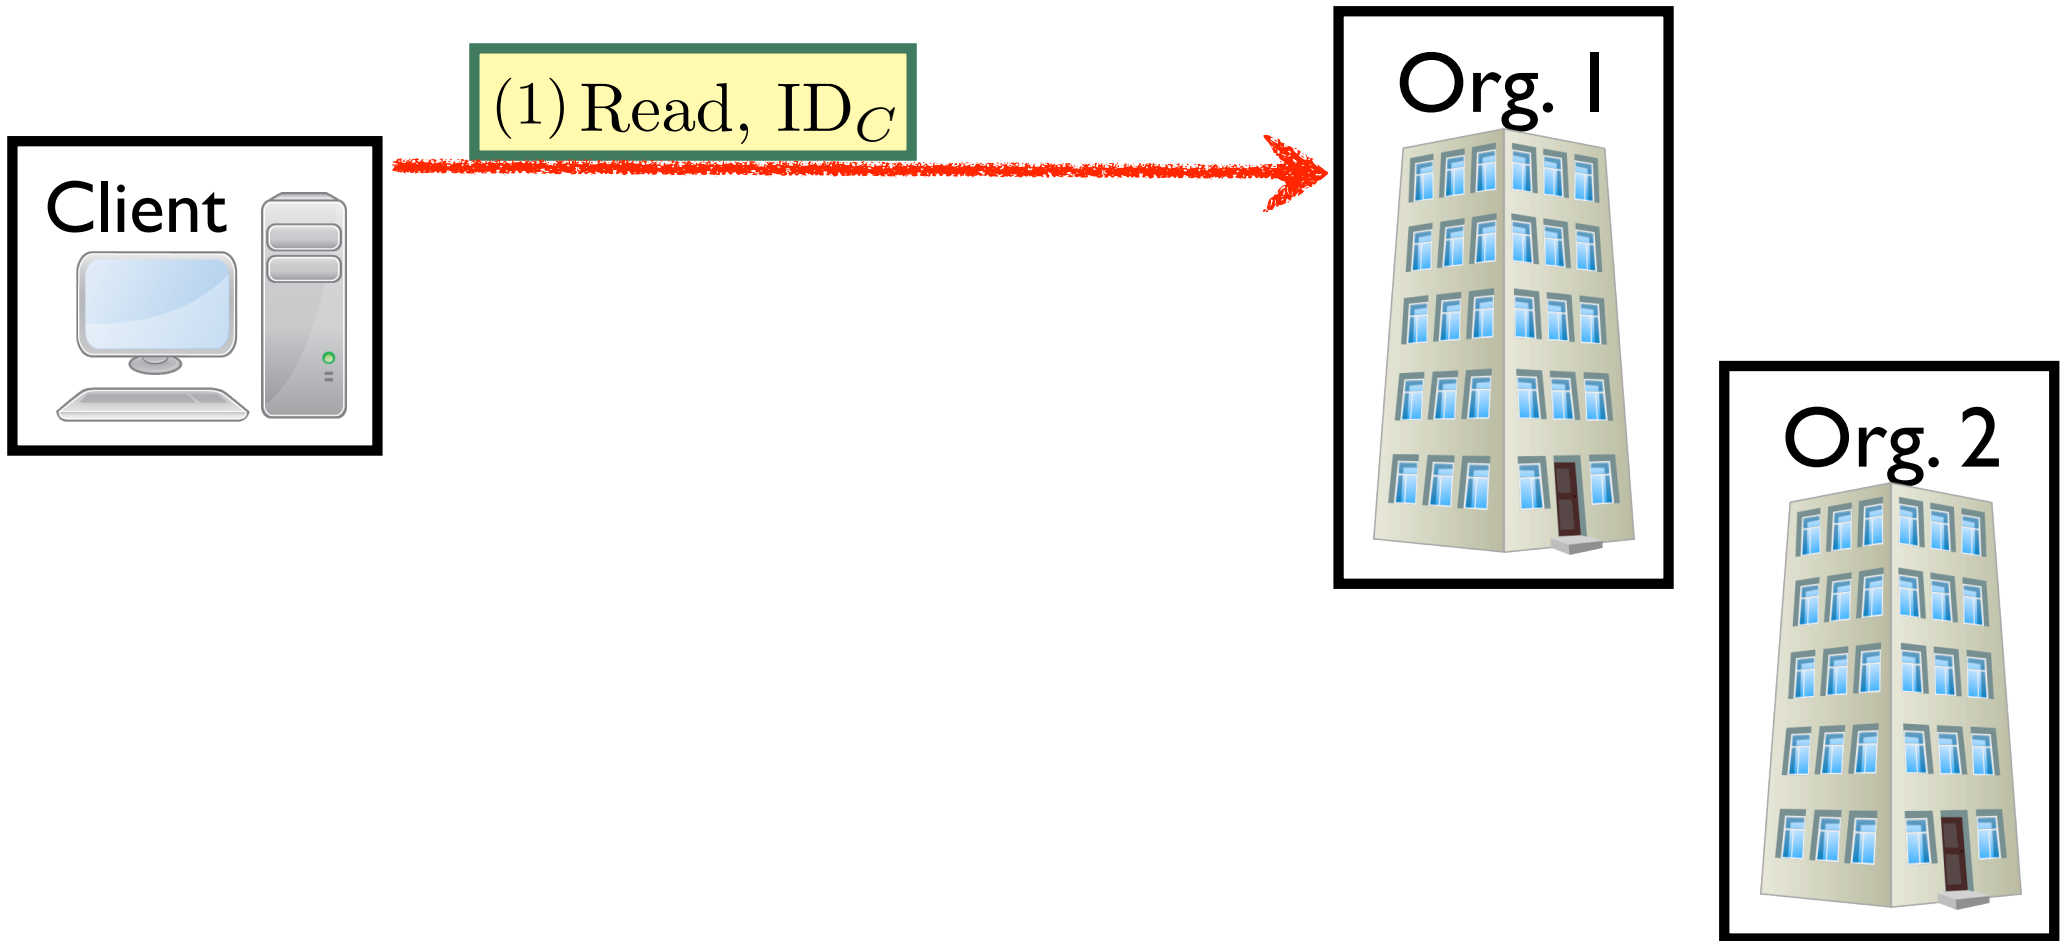 (1) Read, ID_C
Client
Org. 1
Org. 2